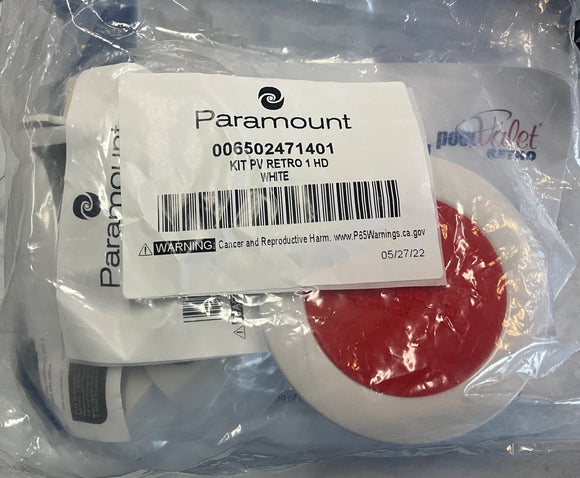 Paramount
006502471401
KIT PV RETRO 1 HD
WHITE
WARNING: Cancer and Reproductive Harm. www.P65Warnings.ca.gov
05/27/22
Paramount
poolValet
RETRO